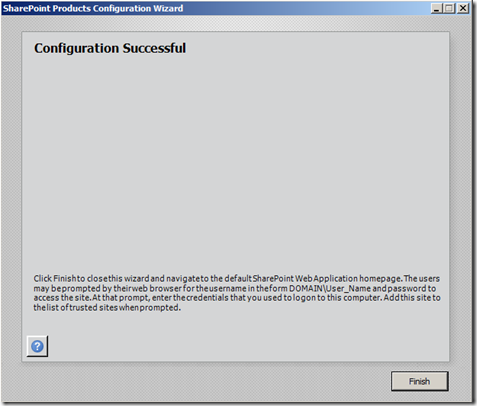 SharePoint Products Configuration Wizard
Configuration Successful
Click Finish to close this wizard and navigate to the default SharePoint Web Application homepage. The users
may be prompted by their web browser for the username in the form DOMAIN\User_Name and password to
access the site. At that prompt, enter the credentials that you used to logon to this computer. Add this site to
the list of trusted sites when prompted.
?
Finish